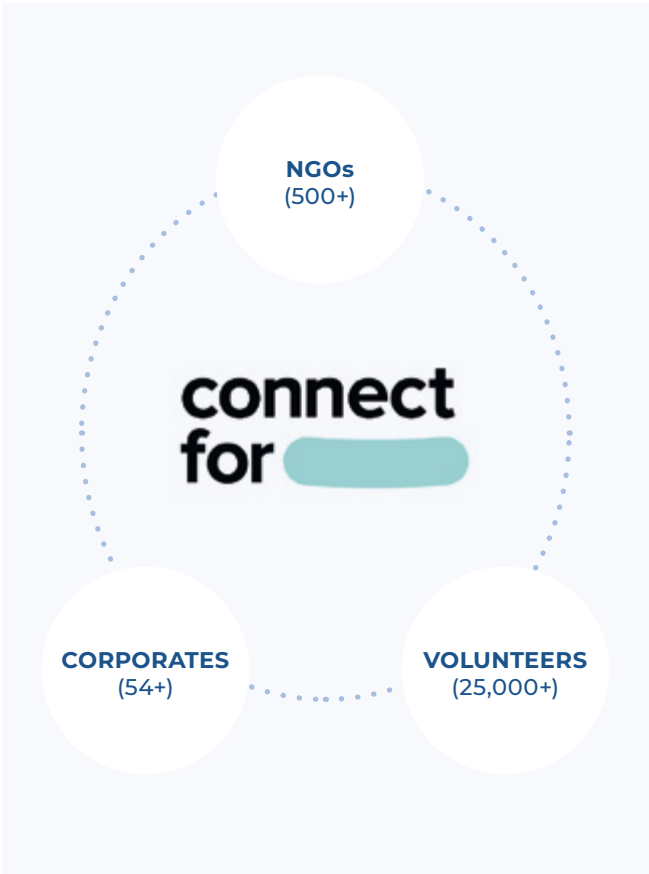 NGOs
(500+)
connect
for
CORPORATES
(54+)
VOLUNTEERS
(25,000+)